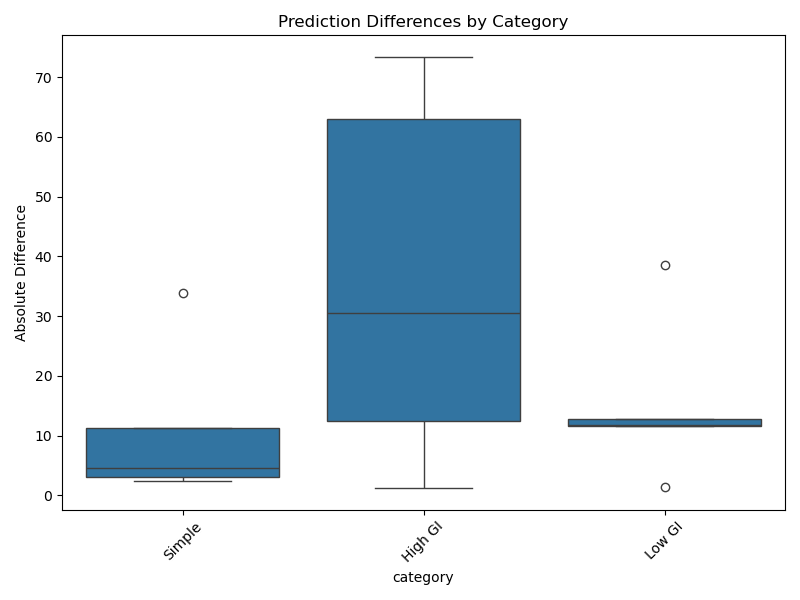 Prediction Differences by Category
Absolute Difference
70
60
50
40
30
20
10
0
Simple
High GI
Low GI
category